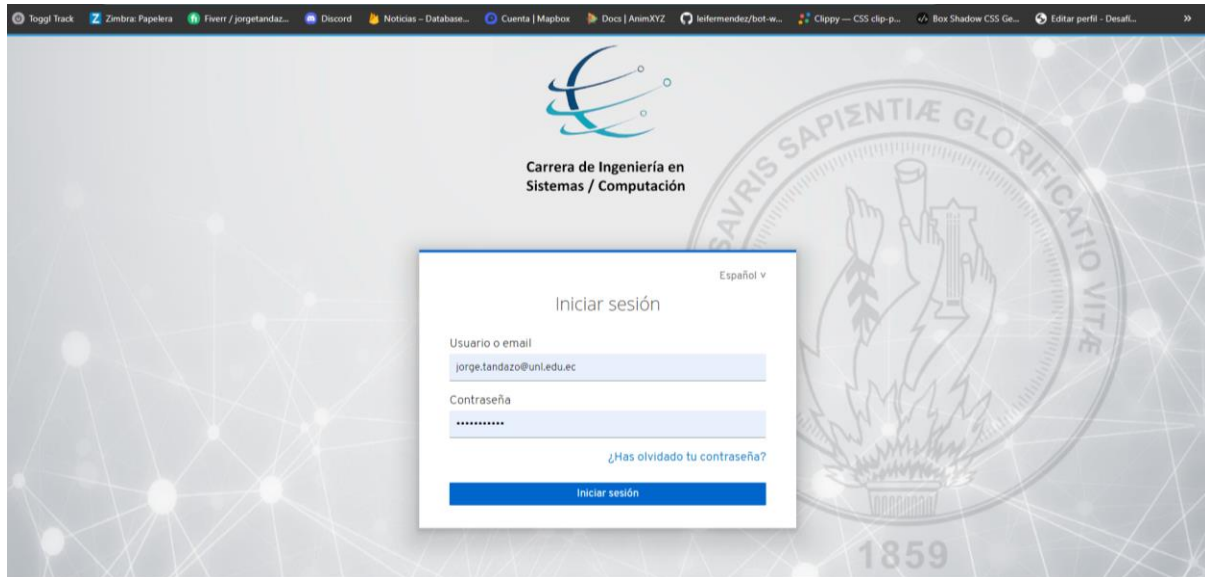 Toggl Track Zimbra: Papelera Fiverr / jorgetandaz... Discord Noticias – Database... Cuenta | Mapbox Docs | AnimXYZ leifermendez/bot-w... Clippy — CSS clip-p... Box Shadow CSS Ge... Editar perfil - Desafí... »
SAVRIS SAPIENTIÆ GLORIFICATIO VITÆ
Carrera de Ingeniería en
Sistemas / Computación
Español ˅
Iniciar sesión
Usuario o email
jorge.tandazo@unl.edu.ec
Contraseña
•••••••••••
¿Has olvidado tu contraseña?
Iniciar sesión
1859